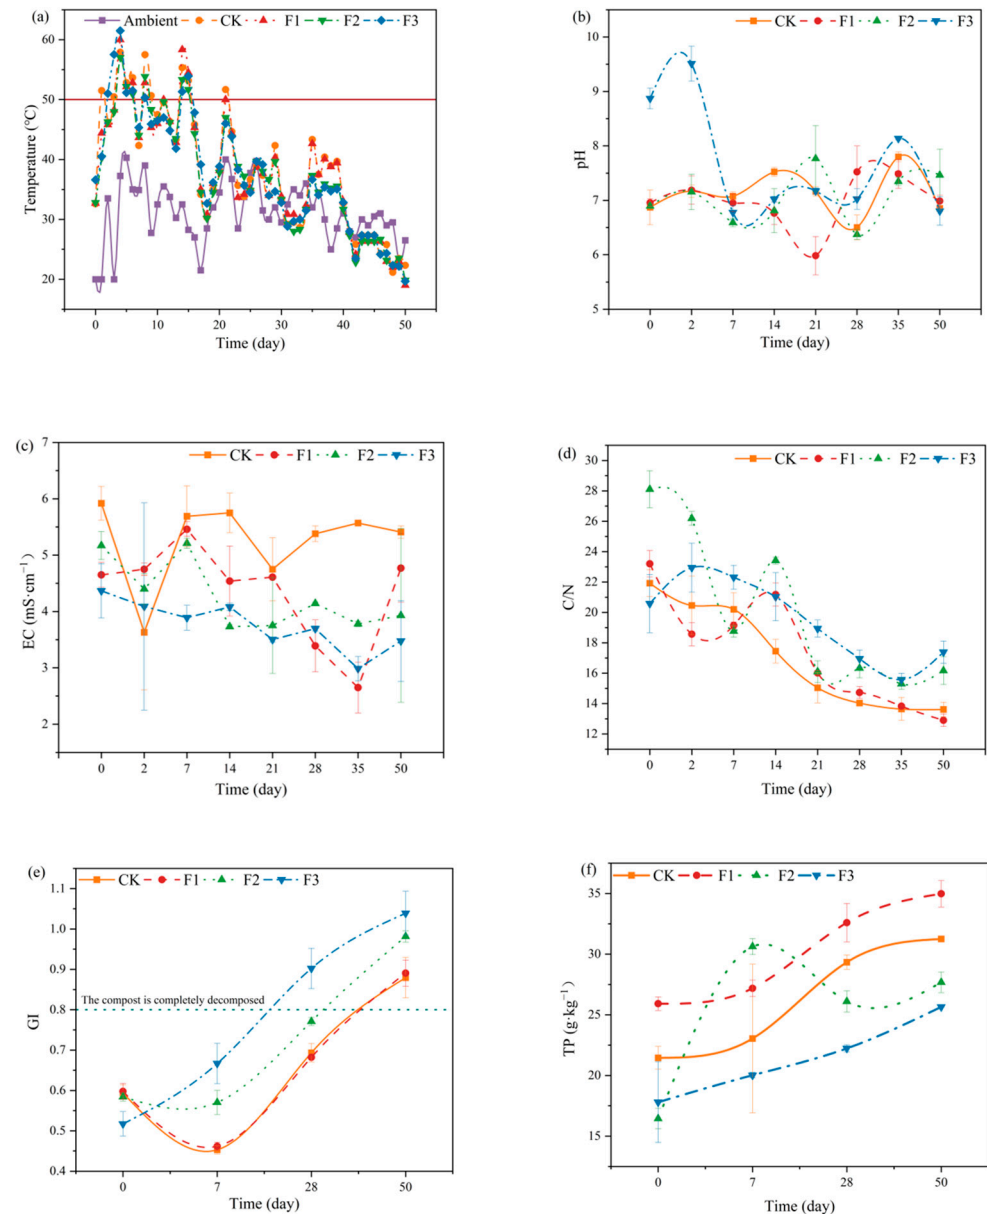 (a)
Ambient CK F1 F2 F3
60
50
40
30
20
Temperature (℃)
0 10 20 30 40 50
Time (day)
(b)
CK F1 F2 F3
10
9
8
7
6
5
pH
0 2 7 14 21 28 35 50
Time (day)
(c)
CK F1 F2 F3
7
6
5
4
3
2
EC (mS·cm⁻¹)
0 2 7 14 21 28 35 50
Time (day)
(d)
CK F1 F2 F3
30
28
26
24
22
20
18
16
14
12
C/N
0 2 7 14 21 28 35 50
Time (day)
(e)
CK F1 F2 F3
1.1
1.0
0.9
The compost is completely decomposed
0.8
0.7
0.6
0.5
0.4
GI
0 7 28 50
Time (day)
(f)
CK F1 F2 F3
35
30
25
20
15
TP (g·kg⁻¹)
0 7 28 50
Time (day)